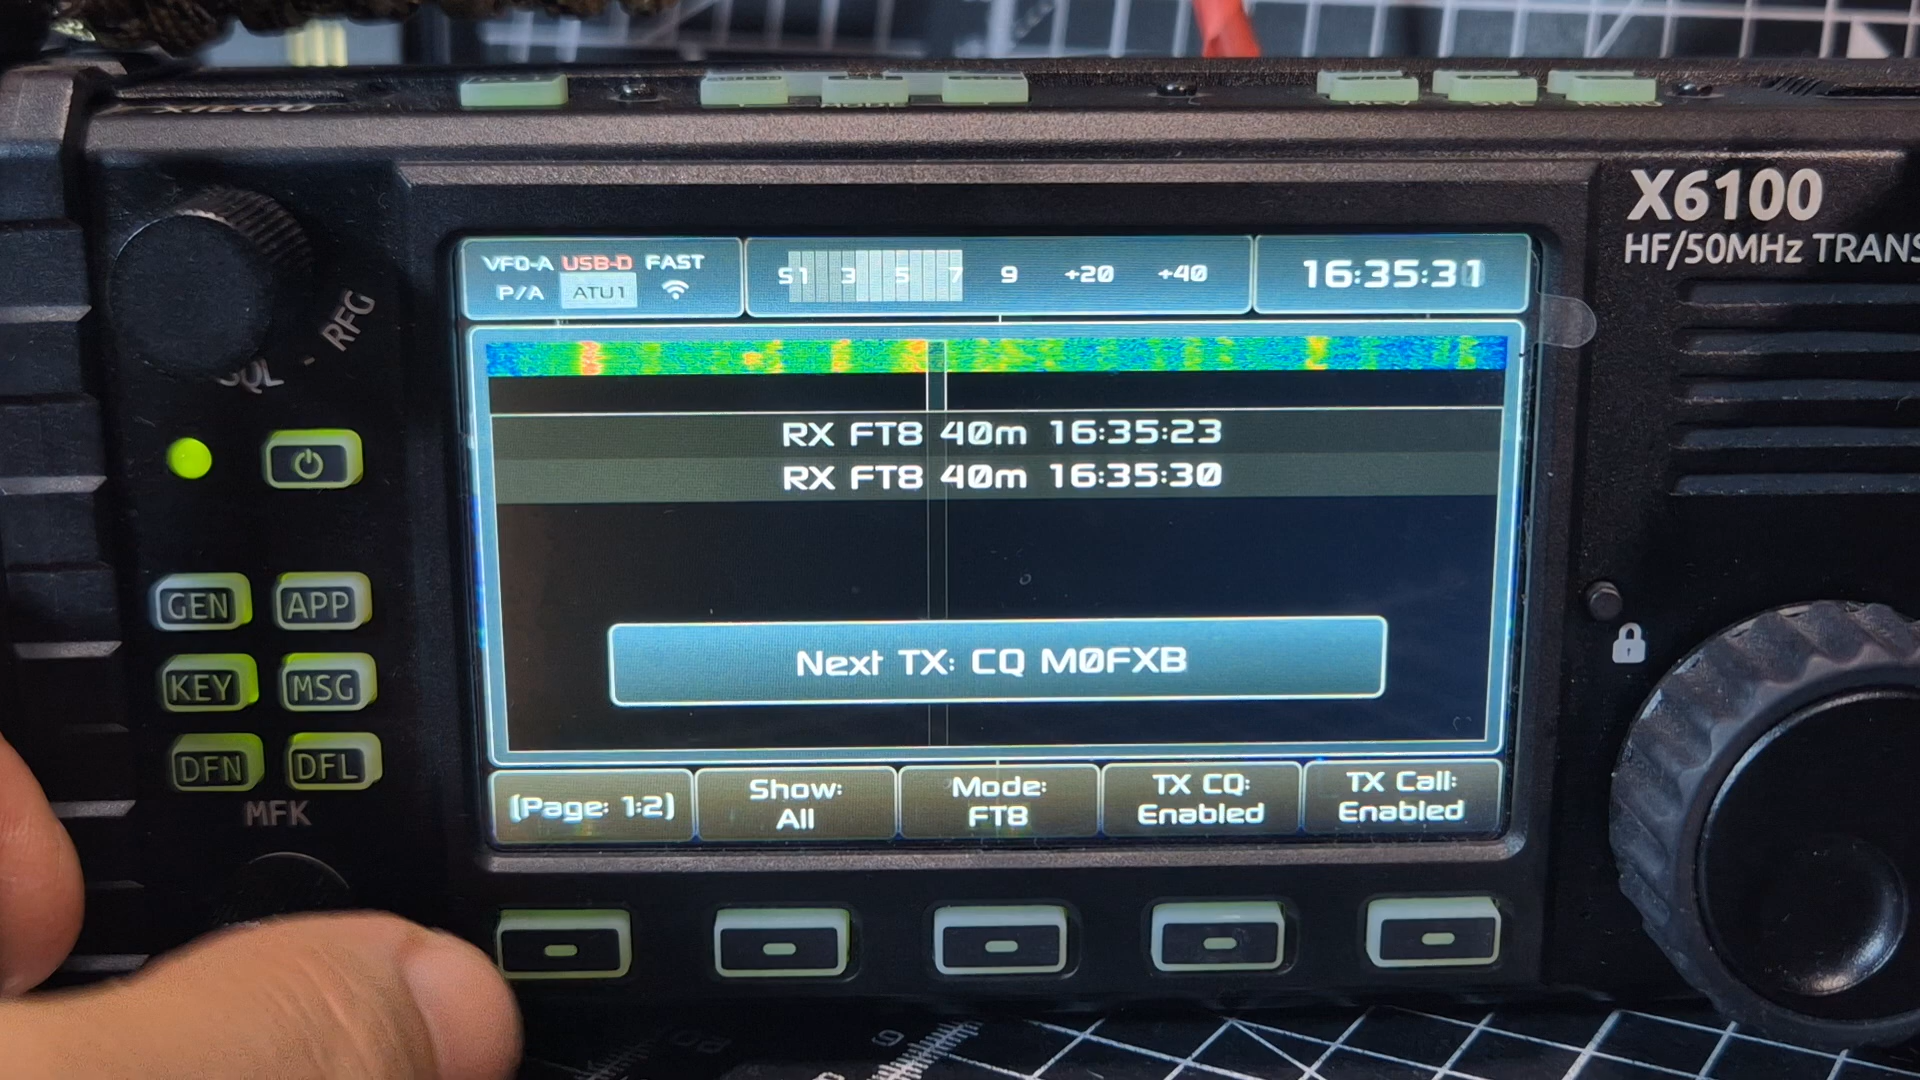 XIEGU
X6100
HF/50MHz TRANS
SQL - RFG
VFO-A USB-D FAST
P/A ATU1
S1 3 5 7 9 +20 +40
16:35:31
RX FT8 40m 16:35:23
RX FT8 40m 16:35:30
Next TX: CQ M0FXB
GEN APP
KEY MSG
DFN DFL
MFK
(Page: 1:2)
Show:
All
Mode:
FT8
TX CQ:
Enabled
TX Call:
Enabled